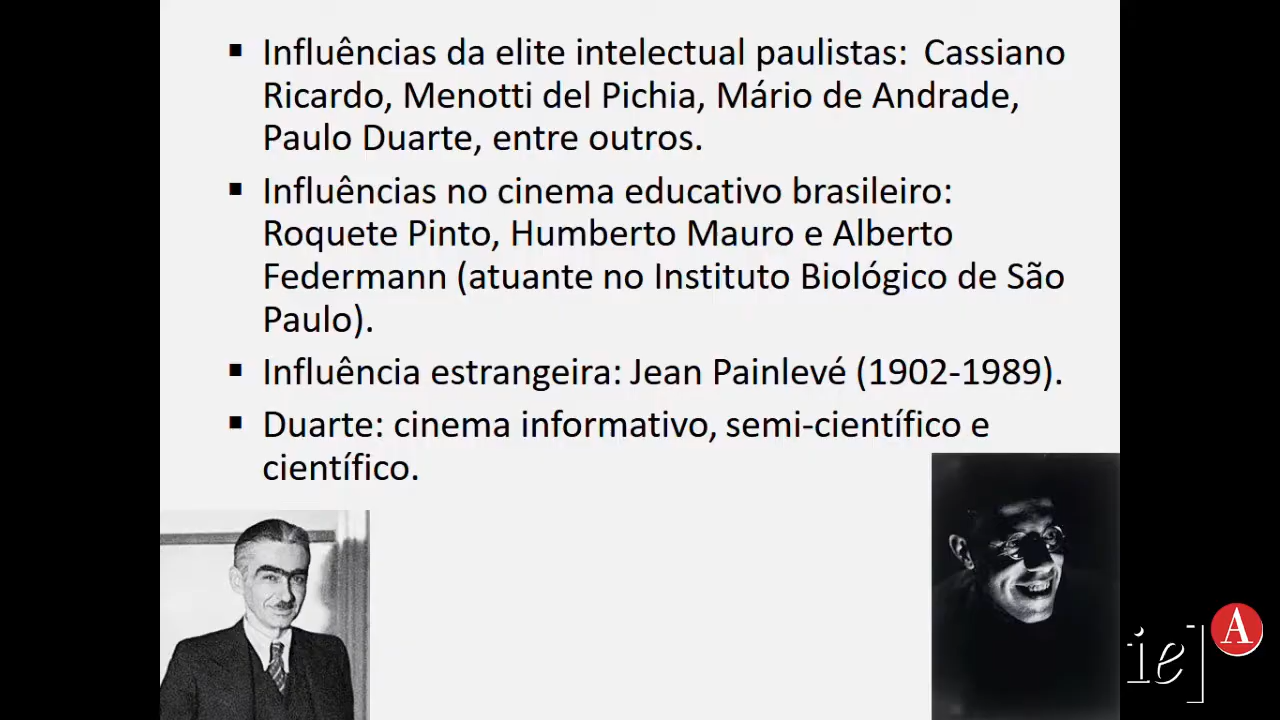 ▪ Influências da elite intelectual paulistas: Cassiano
Ricardo, Menotti del Pichia, Mário de Andrade,
Paulo Duarte, entre outros.
▪ Influências no cinema educativo brasileiro:
Roquete Pinto, Humberto Mauro e Alberto
Federmann (atuante no Instituto Biológico de São
Paulo).
▪ Influência estrangeira: Jean Painlevé (1902-1989).
▪ Duarte: cinema informativo, semi-científico e
científico.
ie] A